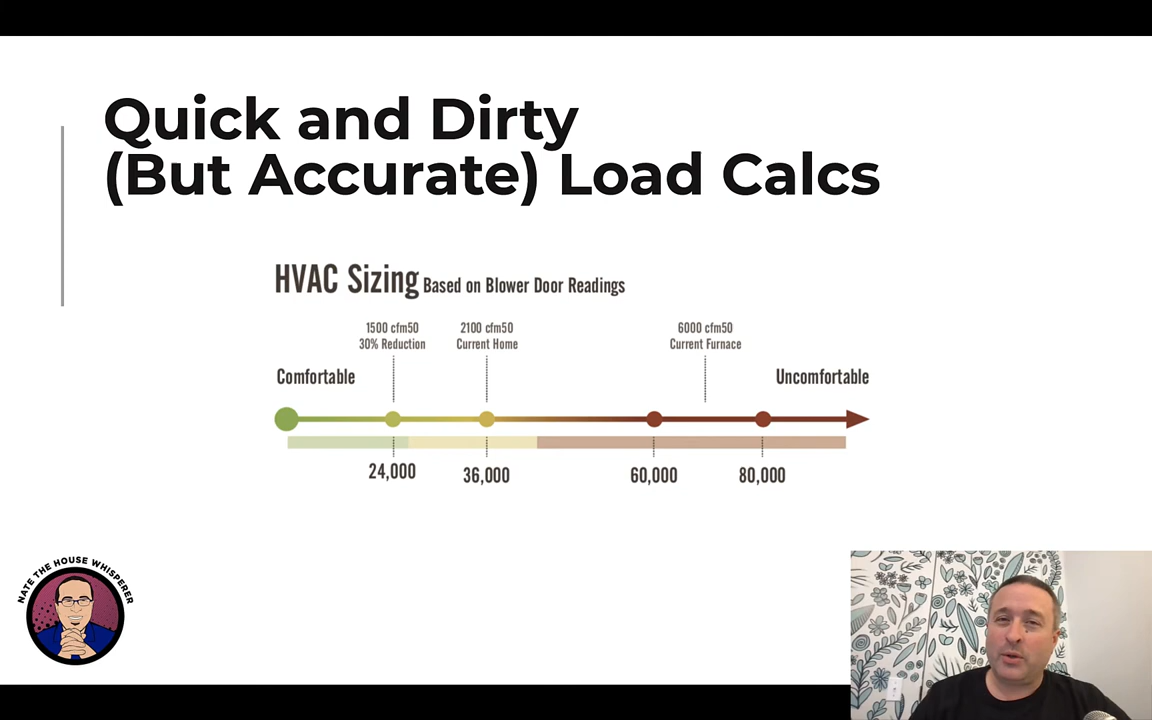 Quick and Dirty
(But Accurate) Load Calcs
HVAC Sizing Based on Blower Door Readings
1500 cfm50
30% Reduction
2100 cfm50
Current Home
6000 cfm50
Current Furnace
Comfortable
Uncomfortable
24,000
36,000
60,000
80,000
NATE THE HOUSE WHISPERER